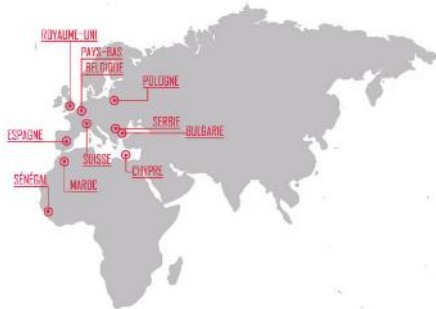 ROYAUME-UNI
PAYS-BAS
BELGIQUE
POLOGNE
SERBIE
BULGARIE
ESPAGNE
SUISSE
CHYPRE
SÉNÉGAL
MAROC